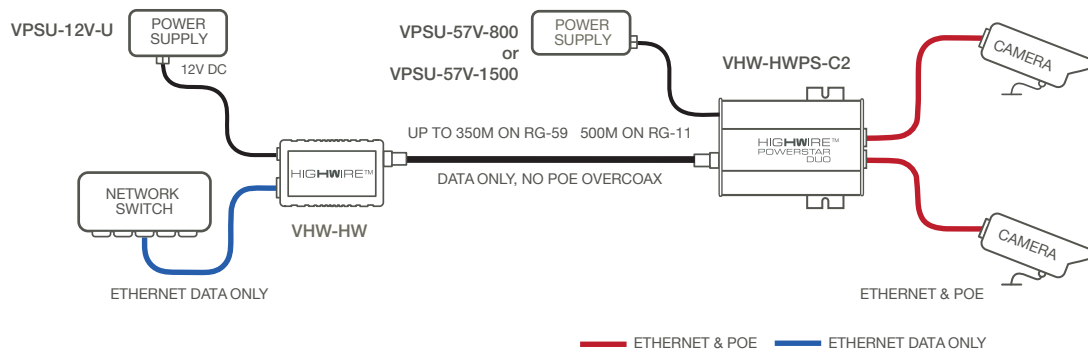 VPSU-12V-U
POWER
SUPPLY
12V DC
VPSU-57V-800
or
VPSU-57V-1500
POWER
SUPPLY
VHW-HWPS-C2
CAMERA
UP TO 350M ON RG-59 500M ON RG-11
HIGHWIRE™
POWERSTAR
DUO
HIGHWIRE™
DATA ONLY, NO POE OVERCOAX
NETWORK
SWITCH
VHW-HW
CAMERA
ETHERNET DATA ONLY
ETHERNET & POE
ETHERNET & POE
ETHERNET DATA ONLY